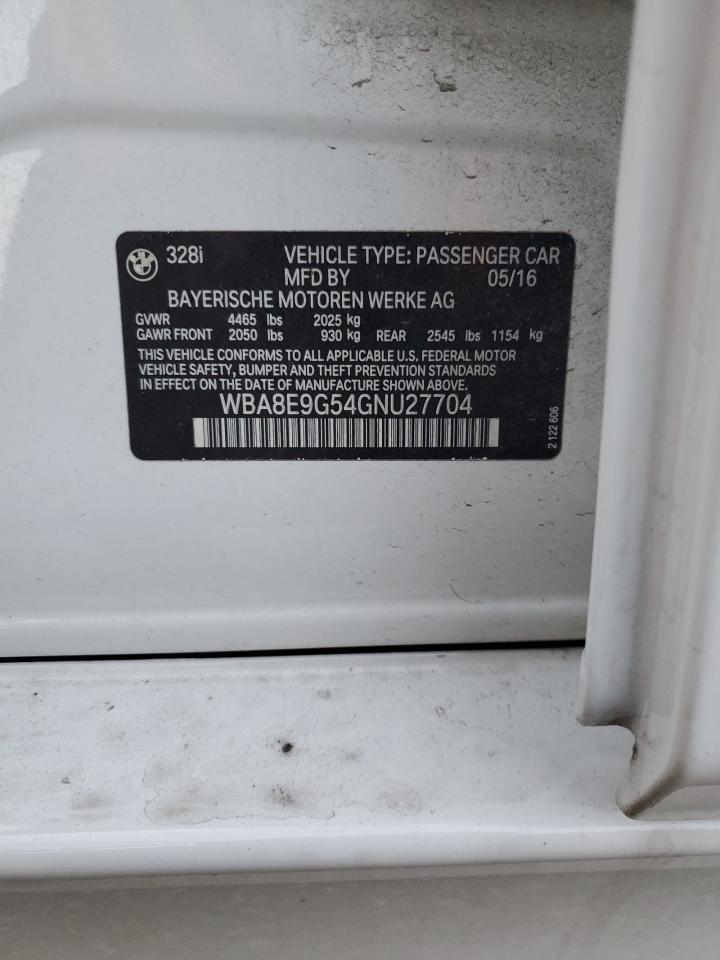 328i VEHICLE TYPE: PASSENGER CAR
MFD BY 05/16
BAYERISCHE MOTOREN WERKE AG
GVWR 4465 lbs 2025 kg
GAWR FRONT 2050 lbs 930 kg REAR 2545 lbs 1154 kg
THIS VEHICLE CONFORMS TO ALL APPLICABLE U.S. FEDERAL MOTOR
VEHICLE SAFETY, BUMPER AND THEFT PREVENTION STANDARDS
IN EFFECT ON THE DATE OF MANUFACTURE SHOWN ABOVE.
WBA8E9G54GNU27704
2 122 606